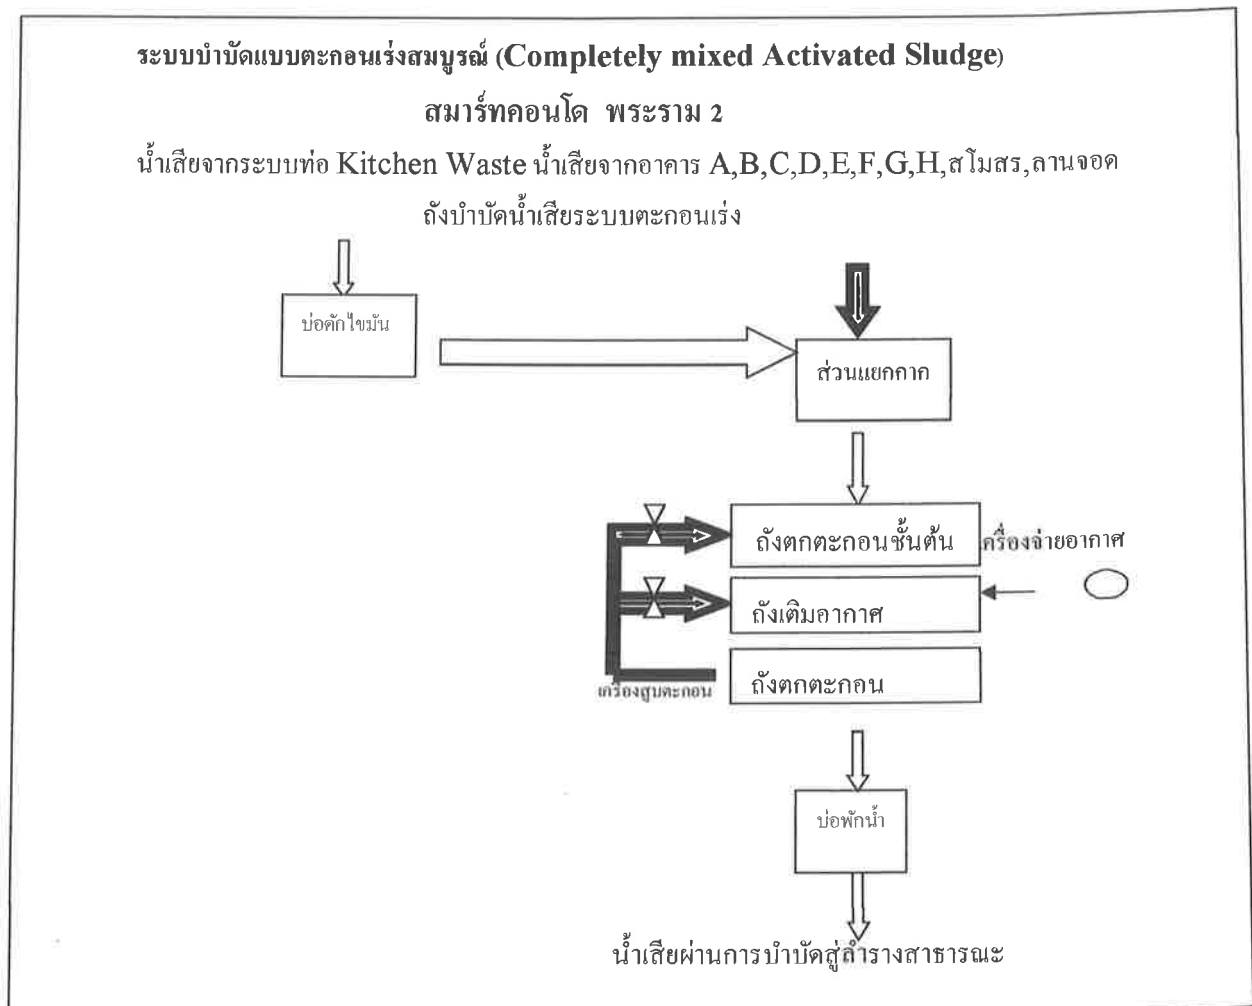 ระบบบำบัดแบบตะกอนเร่งสมบูรณ์ (Completely mixed Activated Sludge)
สมาร์ทคอนโด พระราม 2
น้ำเสียจากระบบท่อ Kitchen Waste น้ำเสียจากอาคาร A,B,C,D,E,F,G,H,สโมสร,ลานจอด
ถังบำบัดน้ำเสียระบบตะกอนเร่ง
บ่อดักไขมัน
ส่วนแยกกาก
ถังตกตะกอนชั้นต้น
เครื่องจ่ายอากาศ
ถังเติมอากาศ
ถังตกตะกอน
เครื่องสูบตะกอน
บ่อพักน้ำ
น้ำเสียผ่านการบำบัดสู่ลำรางสาธารณะ